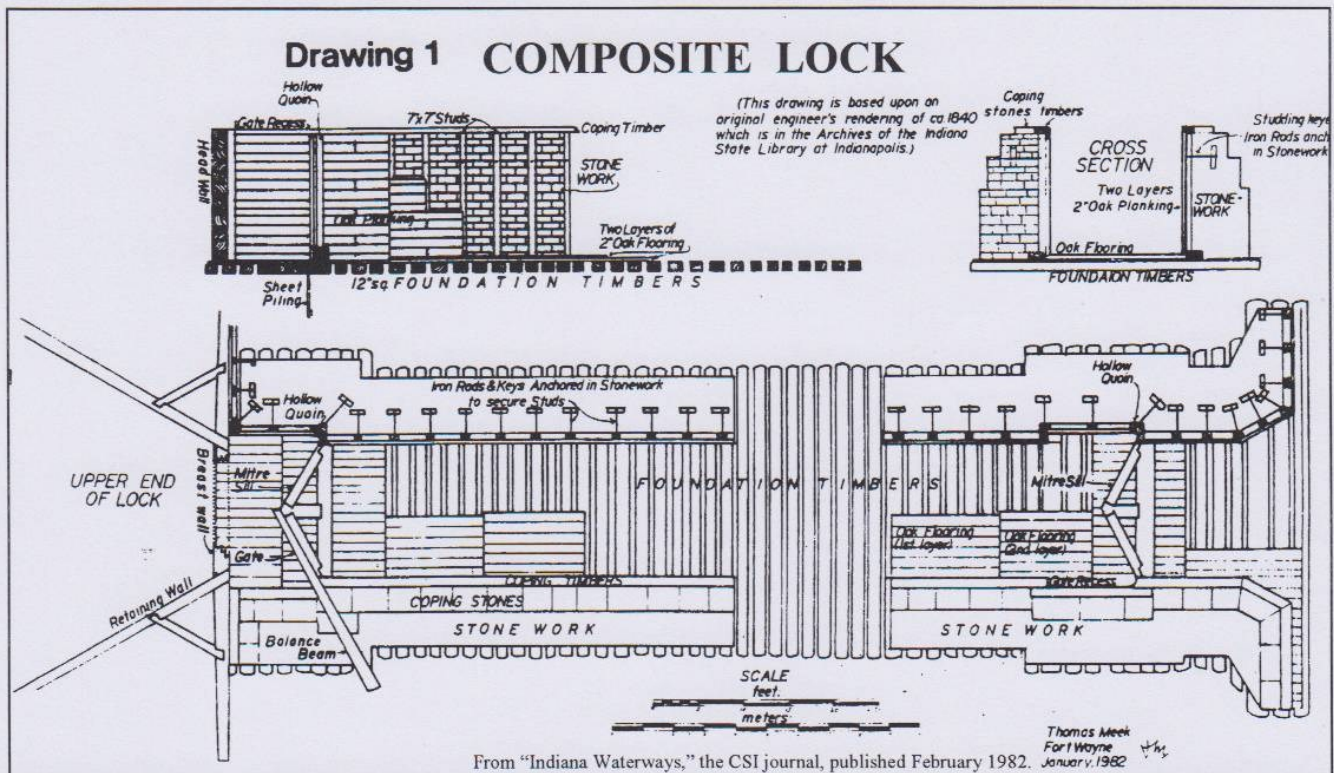 Drawing 1 COMPOSITE LOCK
Hollow
Quoin
Gate Recess
7"x7" Studs
Coping Timber
Head Wall
STONE
WORK
Oak Planking
Two Layers of
2" Oak Flooring
12" sq. FOUNDATION TIMBERS
Sheet
Piling
(This drawing is based upon an
original engineer's rendering of ca. 1840
which is in the Archives of the Indiana
State Library at Indianapolis.)
Coping
stones timbers
CROSS
SECTION
Studding keye
Iron Rods anch
in Stonework
Two Layers
2" Oak Planking
STONE-
WORK
Oak Flooring
FOUNDAION TIMBERS
Iron Rods & Keys Anchored in Stonework
to secure Studs
Hollow
Quoin
Hollow
Quoin
UPPER END
OF LOCK
Breast wall
Mitre
Sill
FOUNDATION TIMBERS
Mitre Sill
Gate
Oak Flooring
(1st. layer)
Oak Flooring
(2nd. layer)
COPING TIMBERS
Gate Recess
COPING STONES
Retaining Wall
STONE WORK
STONE WORK
Balance
Beam
SCALE
feet.
meters
Thomas Meek
Fort Wayne
January, 1982
From “Indiana Waterways,” the CSI journal, published February 1982.